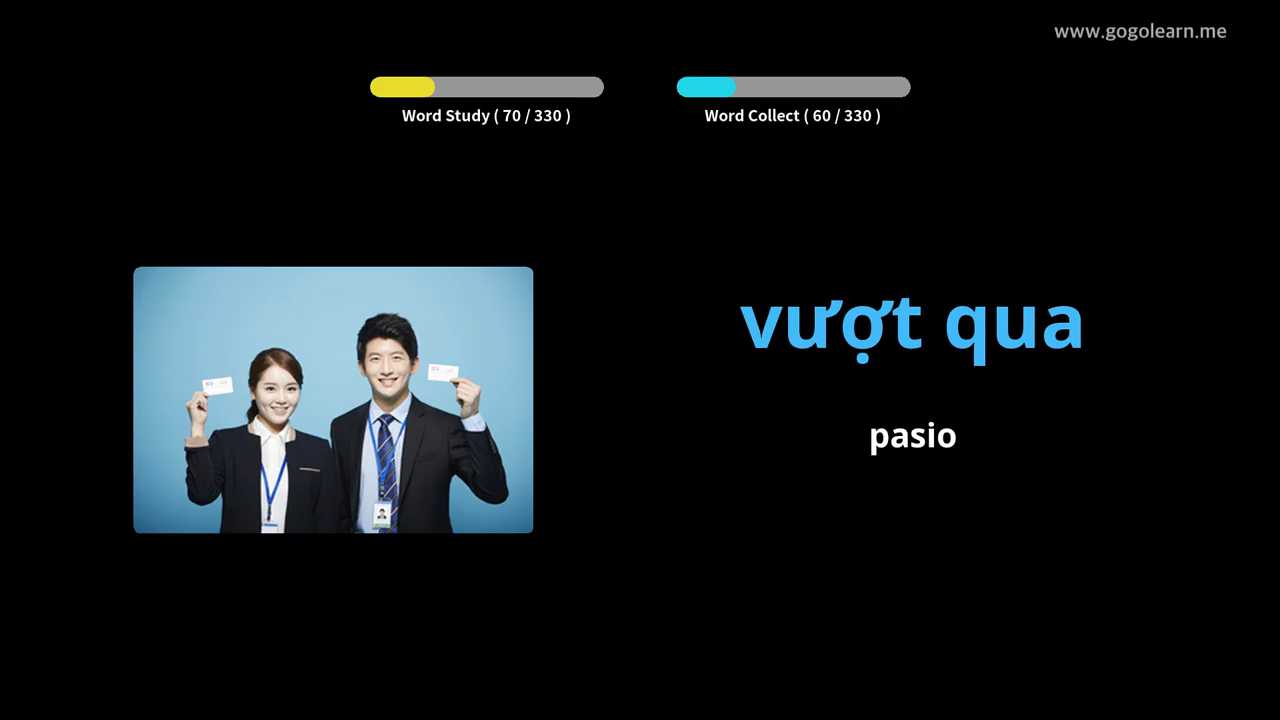 www.gogolearn.me
Word Study ( 70 / 330 )
Word Collect ( 60 / 330 )
vượt qua
pasio